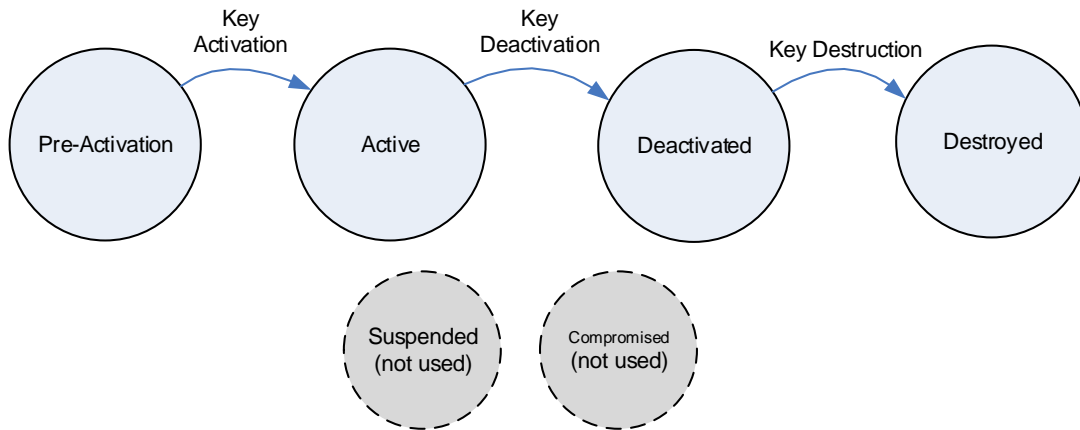 Key
Activation
Key
Deactivation
Key Destruction
Pre-Activation
Active
Deactivated
Destroyed
Suspended
(not used)
Compromised
(not used)